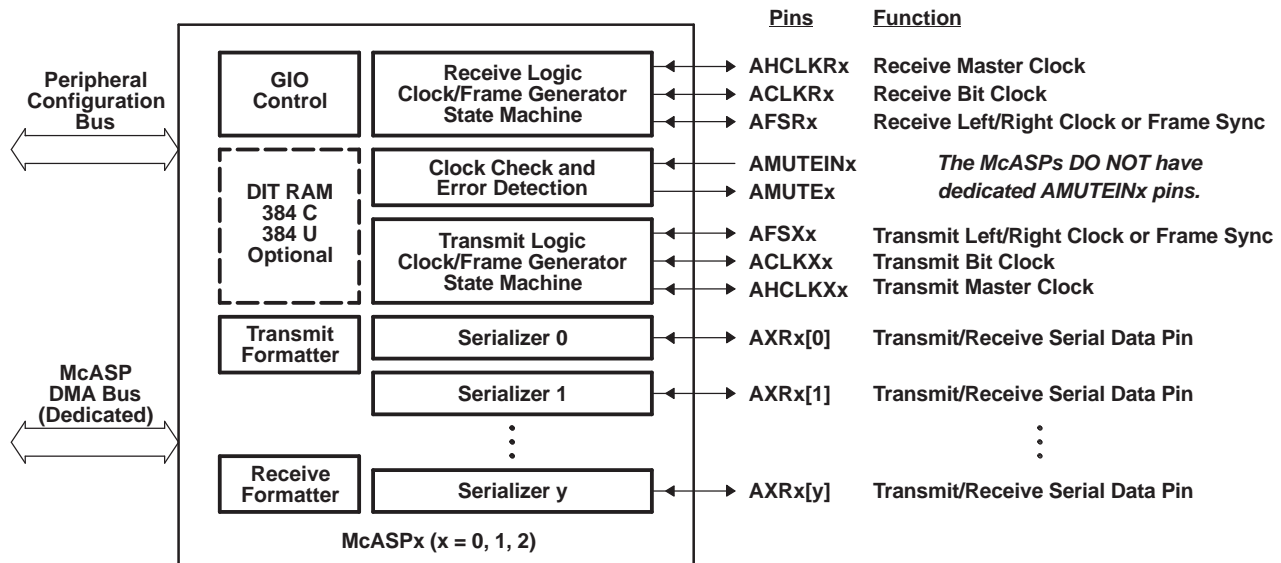 Pins Function
Peripheral
Configuration
Bus
GIO
Control
Receive Logic
Clock/Frame Generator
State Machine
AHCLKRx Receive Master Clock
ACLKRx Receive Bit Clock
AFSRx Receive Left/Right Clock or Frame Sync
DIT RAM
384 C
384 U
Optional
Clock Check and
Error Detection
AMUTEINx
AMUTEx
The McASPs DO NOT have
dedicated AMUTEINx pins.
Transmit Logic
Clock/Frame Generator
State Machine
AFSXx Transmit Left/Right Clock or Frame Sync
ACLKXx Transmit Bit Clock
AHCLKXx Transmit Master Clock
Transmit
Formatter
Serializer 0
AXRx[0] Transmit/Receive Serial Data Pin
McASP
DMA Bus
(Dedicated)
Serializer 1
AXRx[1] Transmit/Receive Serial Data Pin
Receive
Formatter
Serializer y
AXRx[y] Transmit/Receive Serial Data Pin
McASPx (x = 0, 1, 2)